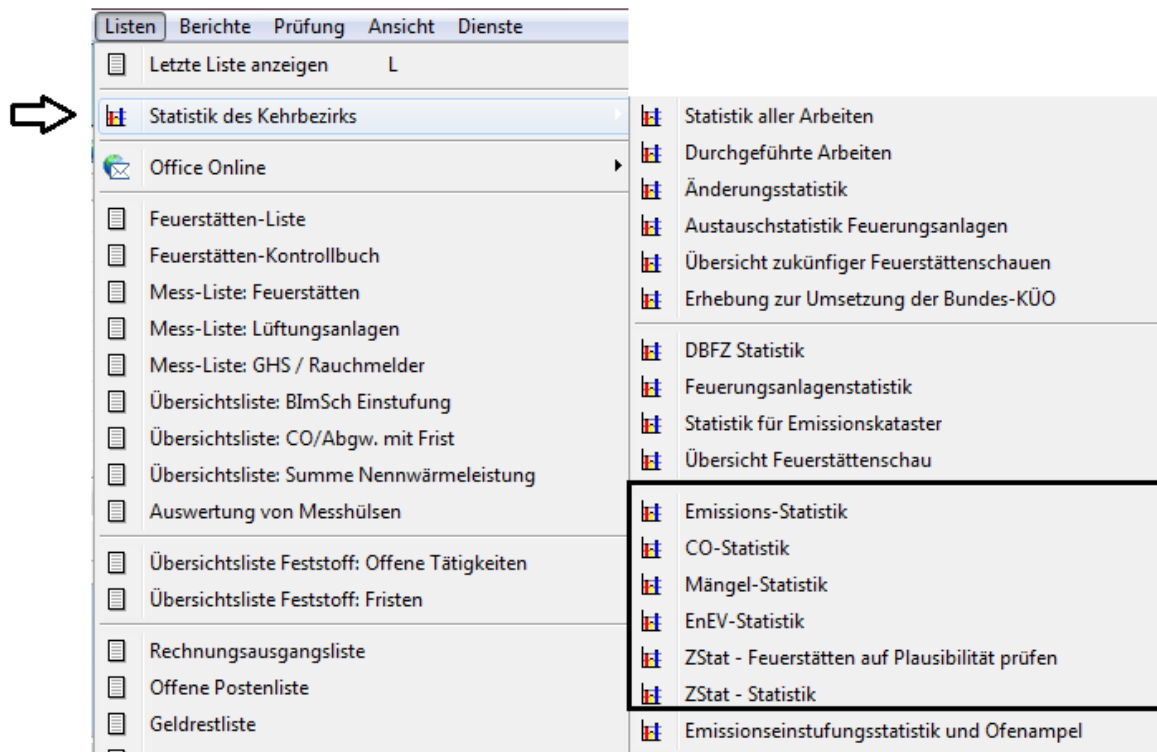 Listen Berichte Prüfung Ansicht Dienste
Letzte Liste anzeigen L
Statistik des Kehrbezirks
Office Online
Feuerstätten-Liste
Feuerstätten-Kontrollbuch
Mess-Liste: Feuerstätten
Mess-Liste: Lüftungsanlagen
Mess-Liste: GHS / Rauchmelder
Übersichtsliste: BImSch Einstufung
Übersichtsliste: CO/Abgw. mit Frist
Übersichtsliste: Summe Nennwärmeleistung
Auswertung von Messhülsen
Übersichtsliste Feststoff: Offene Tätigkeiten
Übersichtsliste Feststoff: Fristen
Rechnungsausgangsliste
Offene Postenliste
Geldrestliste
Statistik aller Arbeiten
Durchgeführte Arbeiten
Änderungsstatistik
Austauschstatistik Feuerungsanlagen
Übersicht zukünfiger Feuerstättenschauen
Erhebung zur Umsetzung der Bundes-KÜO
DBFZ Statistik
Feuerungsanlagenstatistik
Statistik für Emissionskataster
Übersicht Feuerstättenschau
Emissions-Statistik
CO-Statistik
Mängel-Statistik
EnEV-Statistik
ZStat - Feuerstätten auf Plausibilität prüfen
ZStat - Statistik
Emissionseinstufungsstatistik und Ofenampel